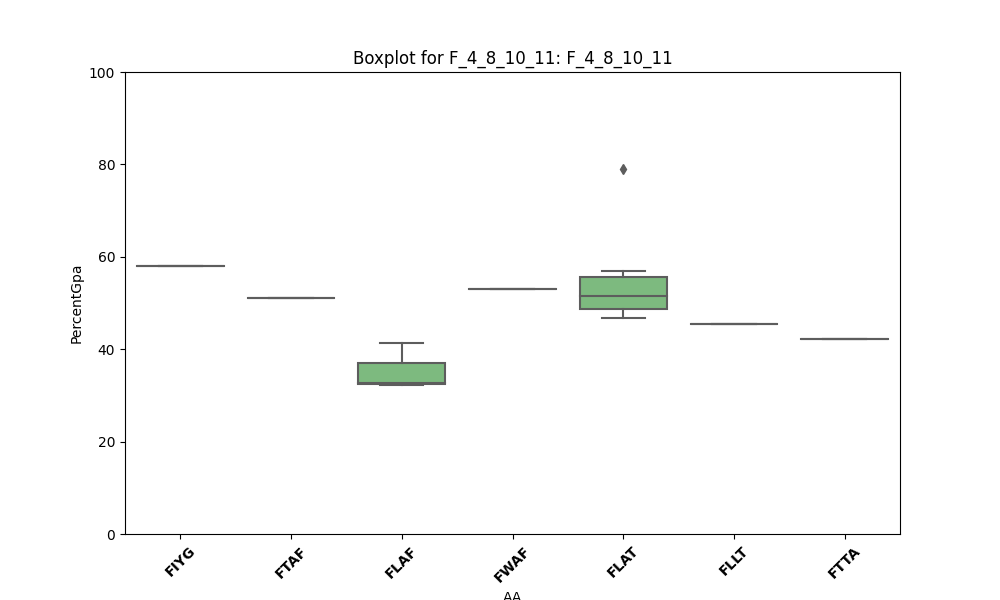 Boxplot for F_4_8_10_11: F_4_8_10_11
100
80
60
40
20
0
PercentGpa
FIYG
FTAF
FLAF
FWAF
FLAT
FLLT
FTTA
AA